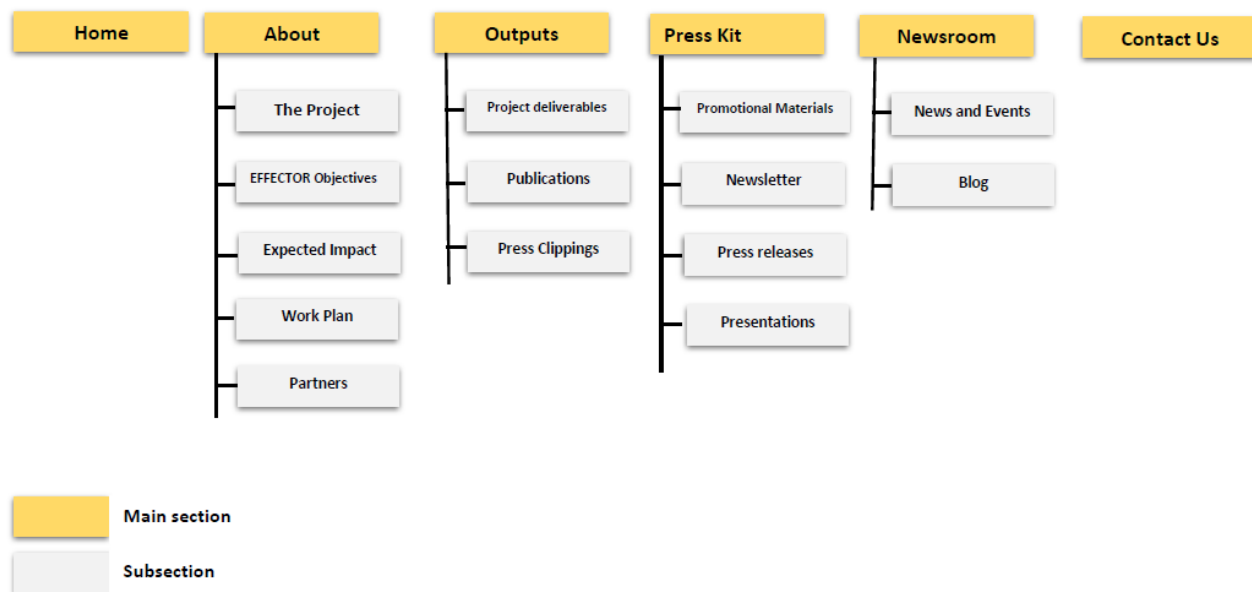 Home
About
Outputs
Press Kit
Newsroom
Contact Us
The Project
EFFECTOR Objectives
Expected Impact
Work Plan
Partners
Project deliverables
Publications
Press Clippings
Promotional Materials
Newsletter
Press releases
Presentations
News and Events
Blog
Main section
Subsection